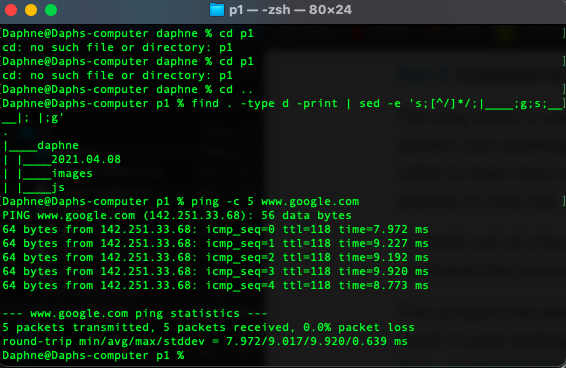 p1 — -zsh — 80×24
[Daphne@Daphs-computer daphne % cd p1 ]
cd: no such file or directory: p1
[Daphne@Daphs-computer daphne % cd p1 ]
cd: no such file or directory: p1
[Daphne@Daphs-computer daphne % cd .. ]
[Daphne@Daphs-computer p1 % find . -type d -print | sed -e 's;[^/]*/;|____;g;s;__]
__|; |;g'
.
|____daphne
| |____2021.04.08
| |____images
| |____js
[Daphne@Daphs-computer p1 % ping -c 5 www.google.com ]
PING www.google.com (142.251.33.68): 56 data bytes
64 bytes from 142.251.33.68: icmp_seq=0 ttl=118 time=7.972 ms
64 bytes from 142.251.33.68: icmp_seq=1 ttl=118 time=9.227 ms
64 bytes from 142.251.33.68: icmp_seq=2 ttl=118 time=9.192 ms
64 bytes from 142.251.33.68: icmp_seq=3 ttl=118 time=9.920 ms
64 bytes from 142.251.33.68: icmp_seq=4 ttl=118 time=8.773 ms
--- www.google.com ping statistics ---
5 packets transmitted, 5 packets received, 0.0% packet loss
round-trip min/avg/max/stddev = 7.972/9.017/9.920/0.639 ms
Daphne@Daphs-computer p1 %